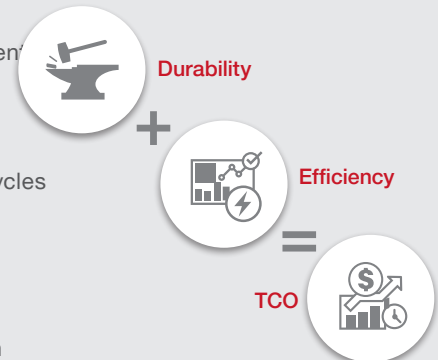 Durability
+
Efficiency
=
TCO
$